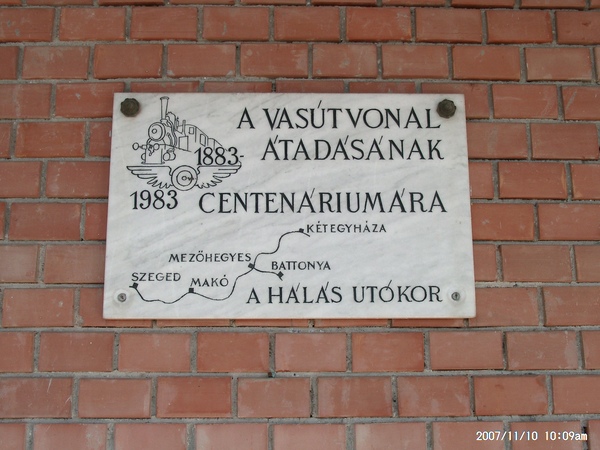 A VASÚTVONAL
1883-
ÁTADÁSÁNAK
1983
CENTENÁRIUMÁRA
KÉTEGYHÁZA
MEZŐHEGYES
BATTONYA
SZEGED
MAKÓ
A HÁLÁS UTÓKOR
2007/11/10 10:09am